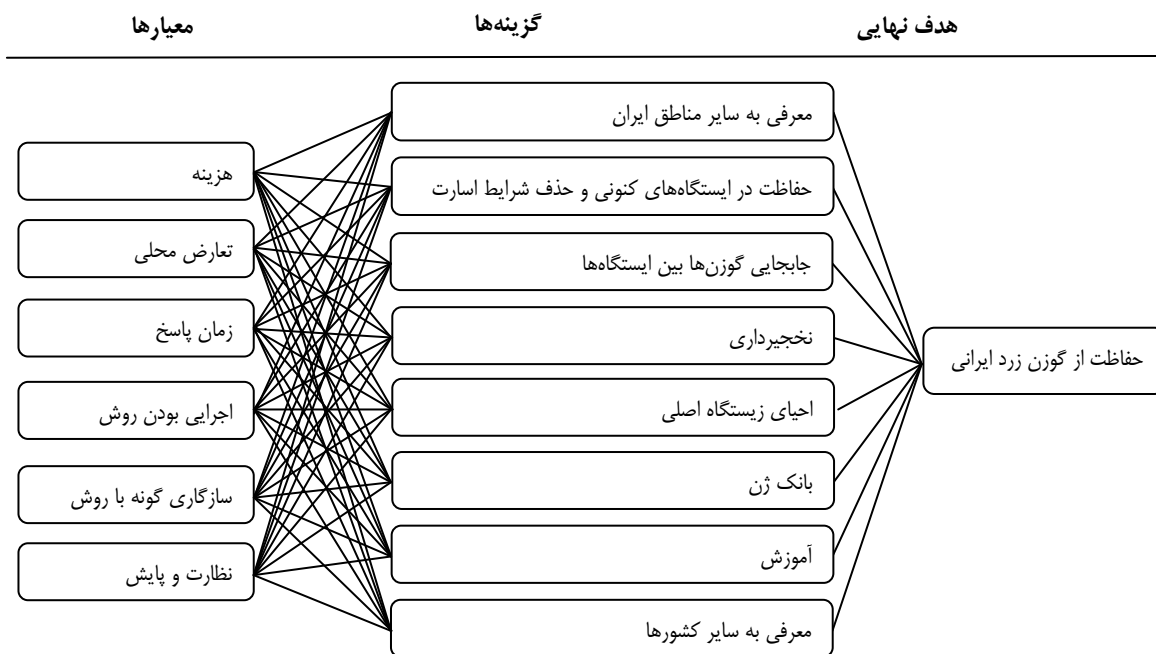 هدف نهایی
گزینه‌ها
معیارها
معرفی به سایر مناطق ایران
حفاظت در ایستگاه‌های کنونی و حذف شرایط اسارت
جابجایی گوزن‌ها بین ایستگاه‌ها
نخجیرداری
احیای زیستگاه اصلی
بانک ژن
آموزش
معرفی به سایر کشورها
حفاظت از گوزن زرد ایرانی
هزینه
تعارض محلی
زمان پاسخ
اجرایی بودن روش
سازگاری گونه با روش
نظارت و پایش